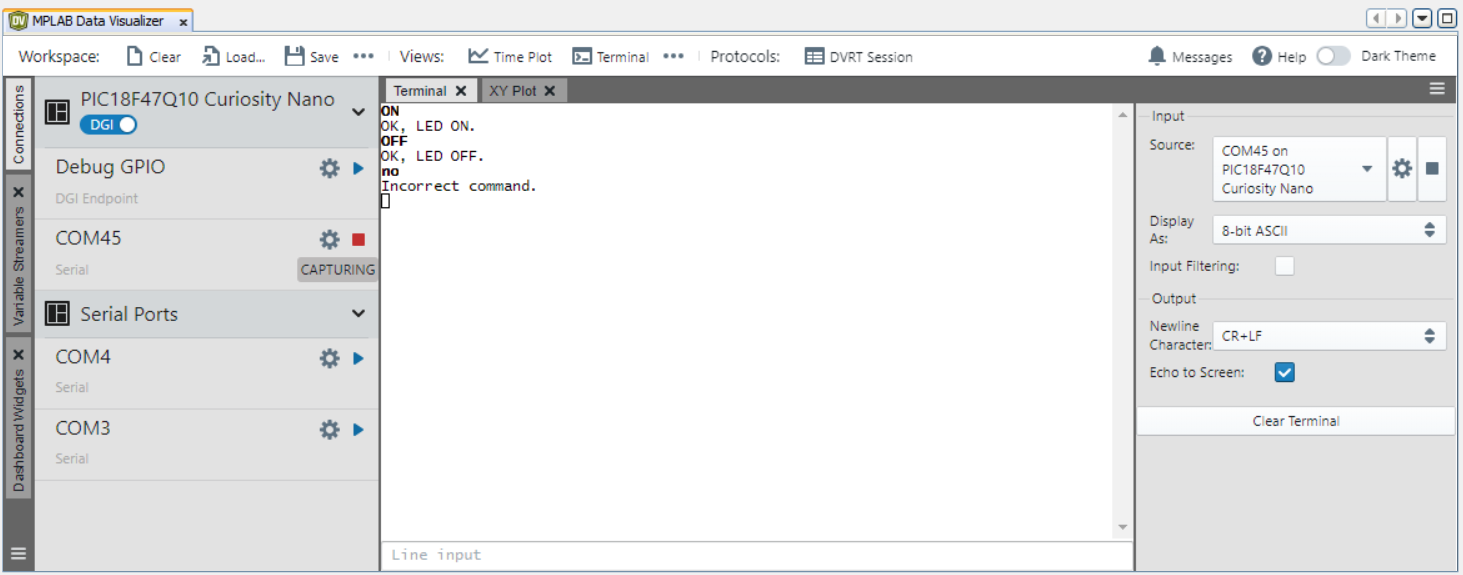 MPLAB Data Visualizer x
Workspace: Clear Load... Save ••• Views: Time Plot Terminal ••• Protocols: DVRT Session Messages Help Dark Theme
Connections
Variable Streamers
Dashboard Widgets
PIC18F47Q10 Curiosity Nano
DGI
Debug GPIO
DGI Endpoint
COM45
Serial
CAPTURING
Serial Ports
COM4
Serial
COM3
Serial
Terminal X XY Plot X
ON
OK, LED ON.
OFF
OK, LED OFF.
no
Incorrect command.
Line input
Input
Source:
COM45 on
PIC18F47Q10
Curiosity Nano
Display
As:
8-bit ASCII
Input Filtering:
Output
Newline
Character:
CR+LF
Echo to Screen:
Clear Terminal